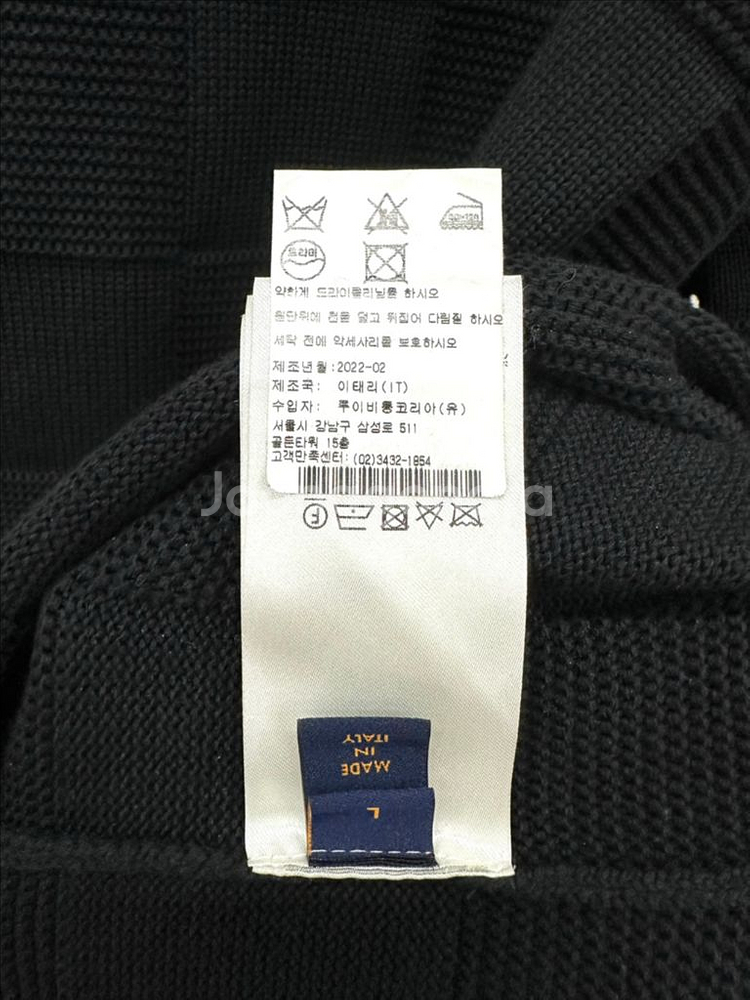 80~120
드라이
약하게 드라이클리닝을 하시오
원단위에 천을 덮고 뒤집어 다림질 하시오
세탁 전에 악세사리를 보호하시오
제조년월:2022-02
제조국: 이태리(IT)
수입자: 루이비통코리아(유)
서울시 강남구 삼성로 511
골든타워 15층
고객만족센터: (02)3432-1854
F
MADE
IN
ITALY
L